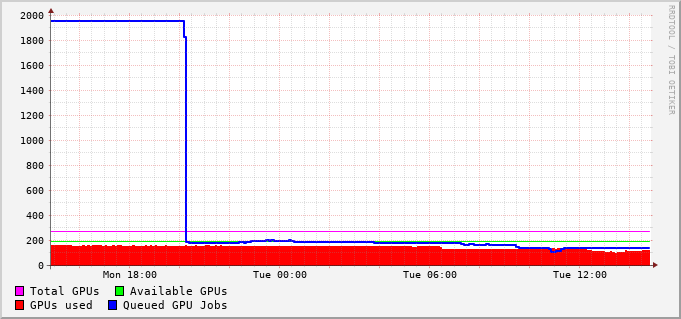 2000
1800
1600
1400
1200
1000
800
600
400
200
0
Mon 18:00 Tue 00:00 Tue 06:00 Tue 12:00
Total GPUs Available GPUs
GPUs used Queued GPU Jobs
RRDTOOL / TOBI OETIKER